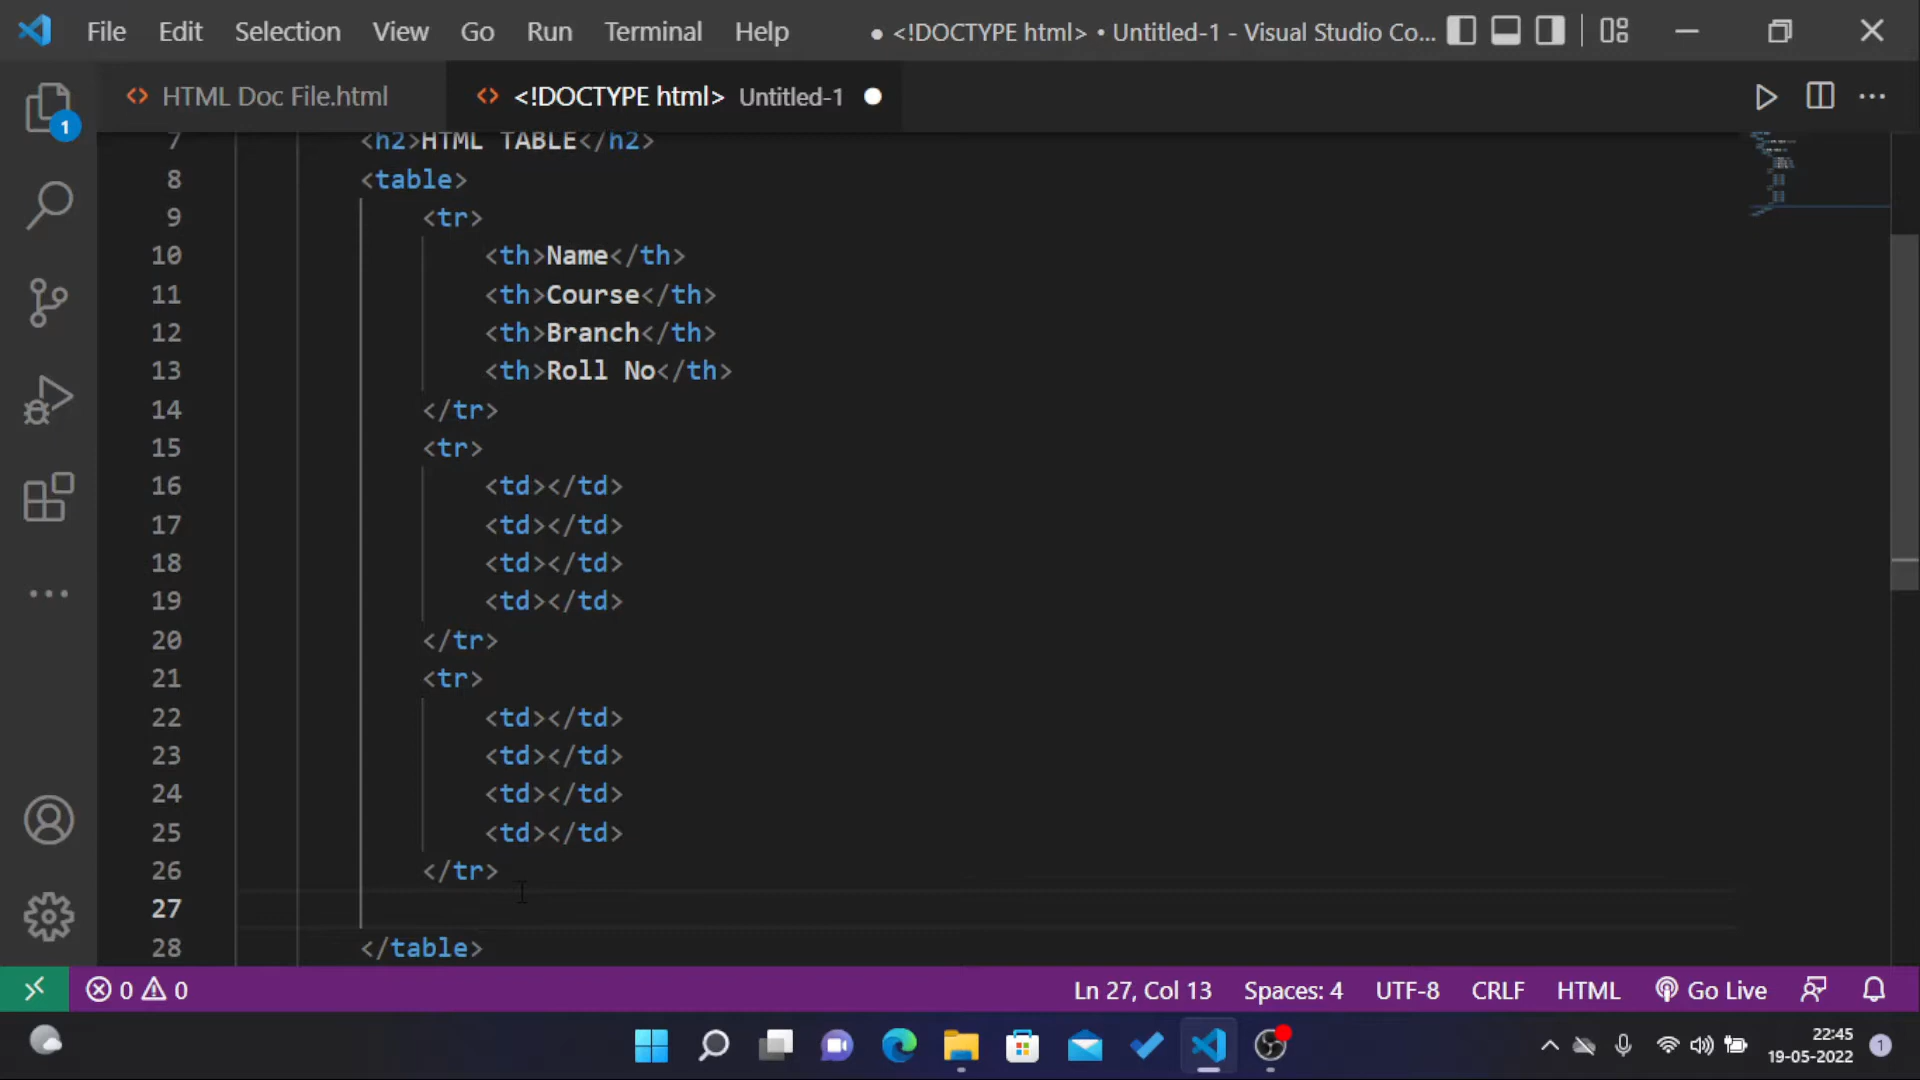 File Edit Selection View Go Run Terminal Help ● <!DOCTYPE html> • Untitled-1 - Visual Studio Co...
HTML Doc File.html <!DOCTYPE html> Untitled-1
1
7 <h2>HTML TABLE</h2>
8 <table>
9 <tr>
10 <th>Name</th>
11 <th>Course</th>
12 <th>Branch</th>
13 <th>Roll No</th>
14 </tr>
15 <tr>
16 <td></td>
17 <td></td>
18 <td></td>
19 <td></td>
20 </tr>
21 <tr>
22 <td></td>
23 <td></td>
24 <td></td>
25 <td></td>
26 </tr>
27
28 </table>
0 0 Ln 27, Col 13 Spaces: 4 UTF-8 CRLF HTML Go Live
22:45
19-05-2022
1